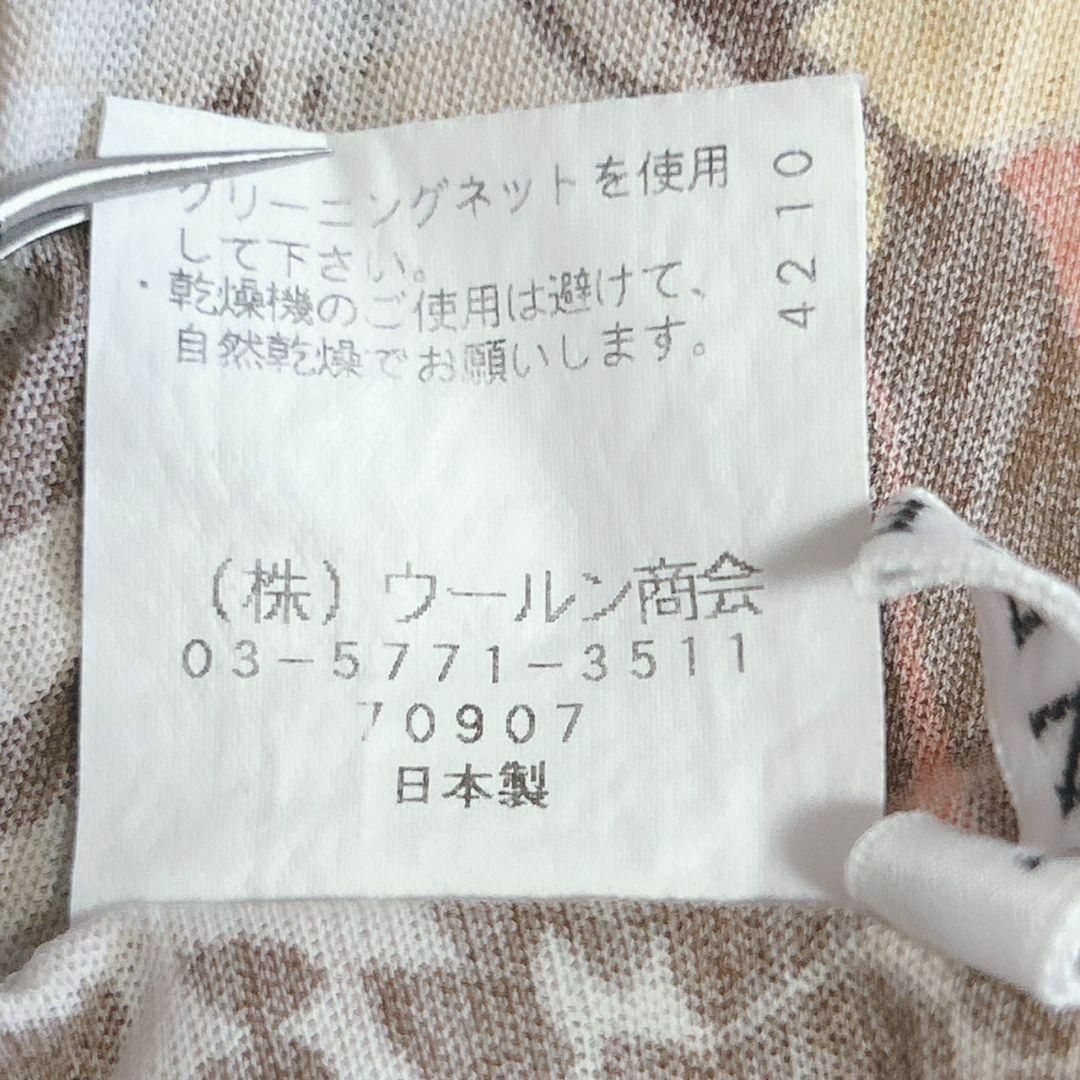 クリーニングネットを使用
して下さい。
・乾燥機のご使用は避けて、
自然乾燥でお願いします。
4210
(株)ウールン商会
03-5771-3511
70907
日本製